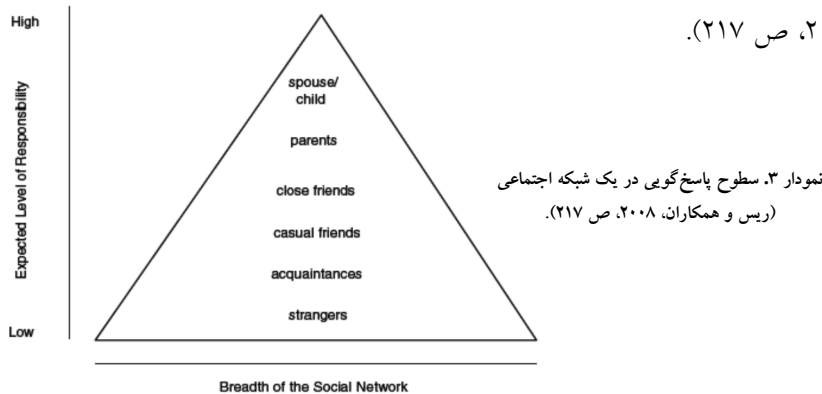 ۲، ص ۲۱۷).
High
spouse/
child
parents
close friends
casual friends
acquaintances
strangers
Expected Level of Responsibility
Low
Breadth of the Social Network
نمودار ۳. سطوح پاسخ‌گویی در یک شبکه اجتماعی
(ریس و همکاران، ۲۰۰۸، ص ۲۱۷).